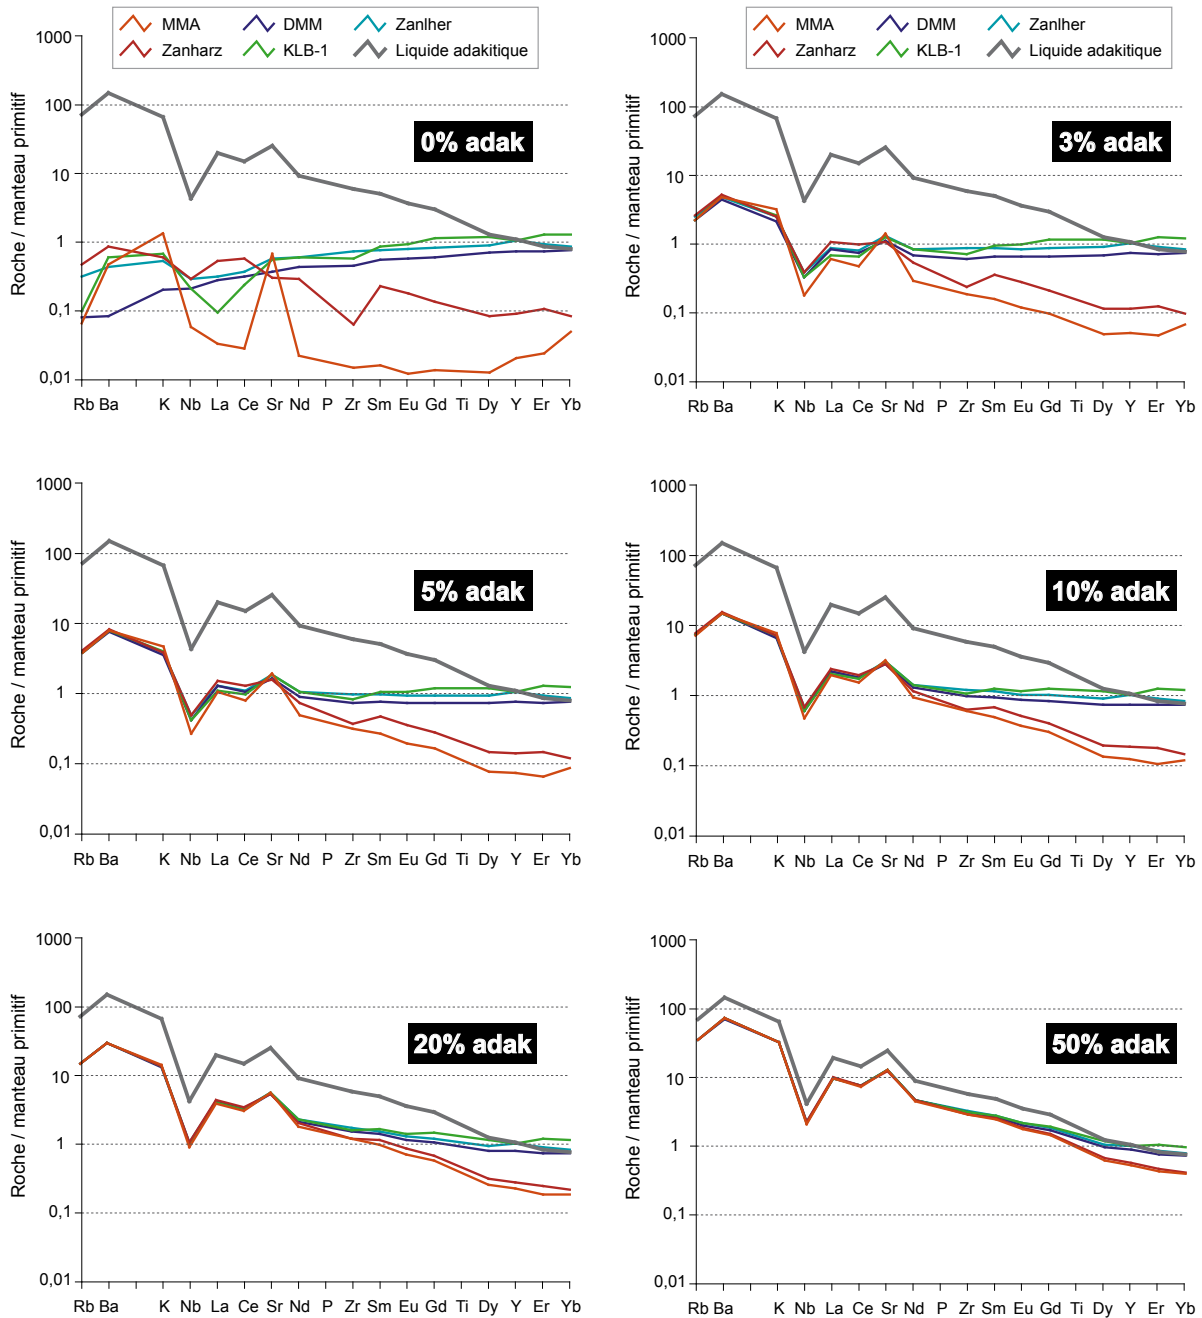 MMA DMM Zanlher
Zanharz KLB-1 Liquide adakitique
Roche / manteau primitif
1000
100
10
1
0,1
0,01
0% adak
Rb Ba K Nb La Ce Sr Nd P Zr Sm Eu Gd Ti Dy Y Er Yb
MMA DMM Zanlher
Zanharz KLB-1 Liquide adakitique
Roche / manteau primitif
1000
100
10
1
0,1
0,01
3% adak
Rb Ba K Nb La Ce Sr Nd P Zr Sm Eu Gd Ti Dy Y Er Yb
Roche / manteau primitif
1000
100
10
1
0,1
0,01
5% adak
Rb Ba K Nb La Ce Sr Nd P Zr Sm Eu Gd Ti Dy Y Er Yb
Roche / manteau primitif
1000
100
10
1
0,1
0,01
10% adak
Rb Ba K Nb La Ce Sr Nd P Zr Sm Eu Gd Ti Dy Y Er Yb
Roche / manteau primitif
1000
100
10
1
0,1
0,01
20% adak
Rb Ba K Nb La Ce Sr Nd P Zr Sm Eu Gd Ti Dy Y Er Yb
Roche / manteau primitif
1000
100
10
1
0,1
0,01
50% adak
Rb Ba K Nb La Ce Sr Nd P Zr Sm Eu Gd Ti Dy Y Er Yb